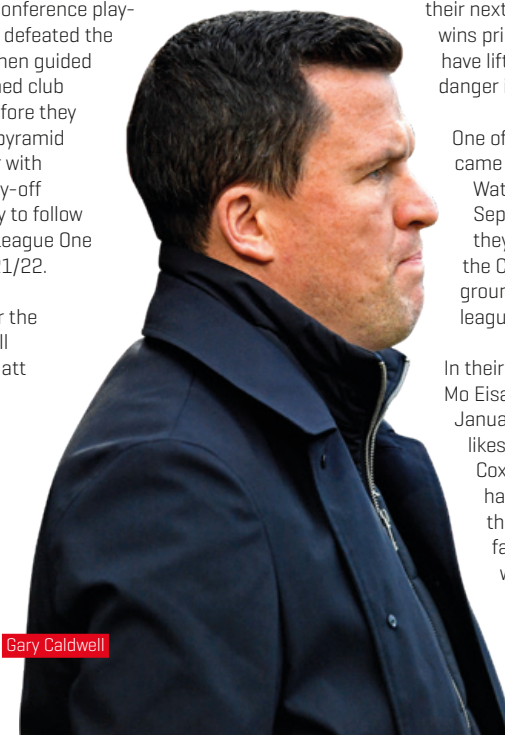 onference play-
defeated the
hen guided
ed club
fore they
pyramid
with
y-off
y to follow
eague One
21/22.
r the
ll
att
Gary Caldwell
their next
wins pri
have lift
danger i
One of
came
Wat
Sep
they
the C
groun
leagu
In their
Mo Eisa
Janua
likes
Cox
ha
th
fa
w